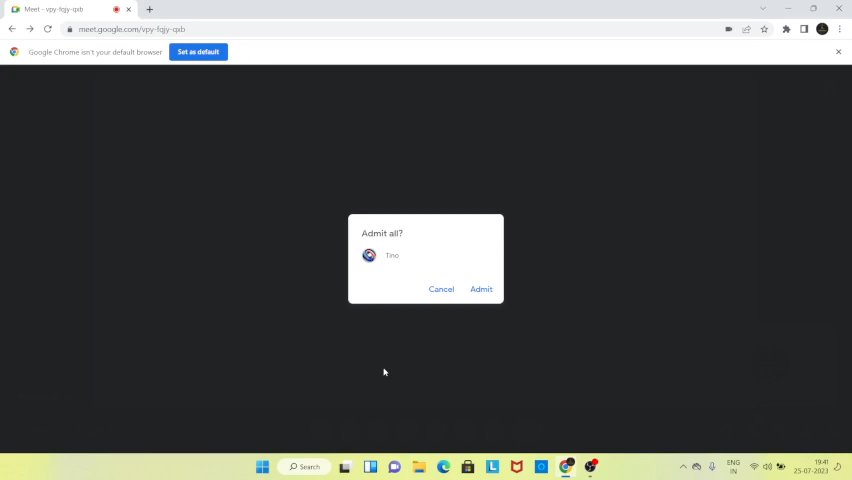 Meet - vpy-fqjy-qxb
meet.google.com/vpy-fqjy-qxb
Google Chrome isn't your default browser
Set as default
Admit all?
Tino
Cancel
Admit
Search
ENG
IN
19.41
25-07-2023